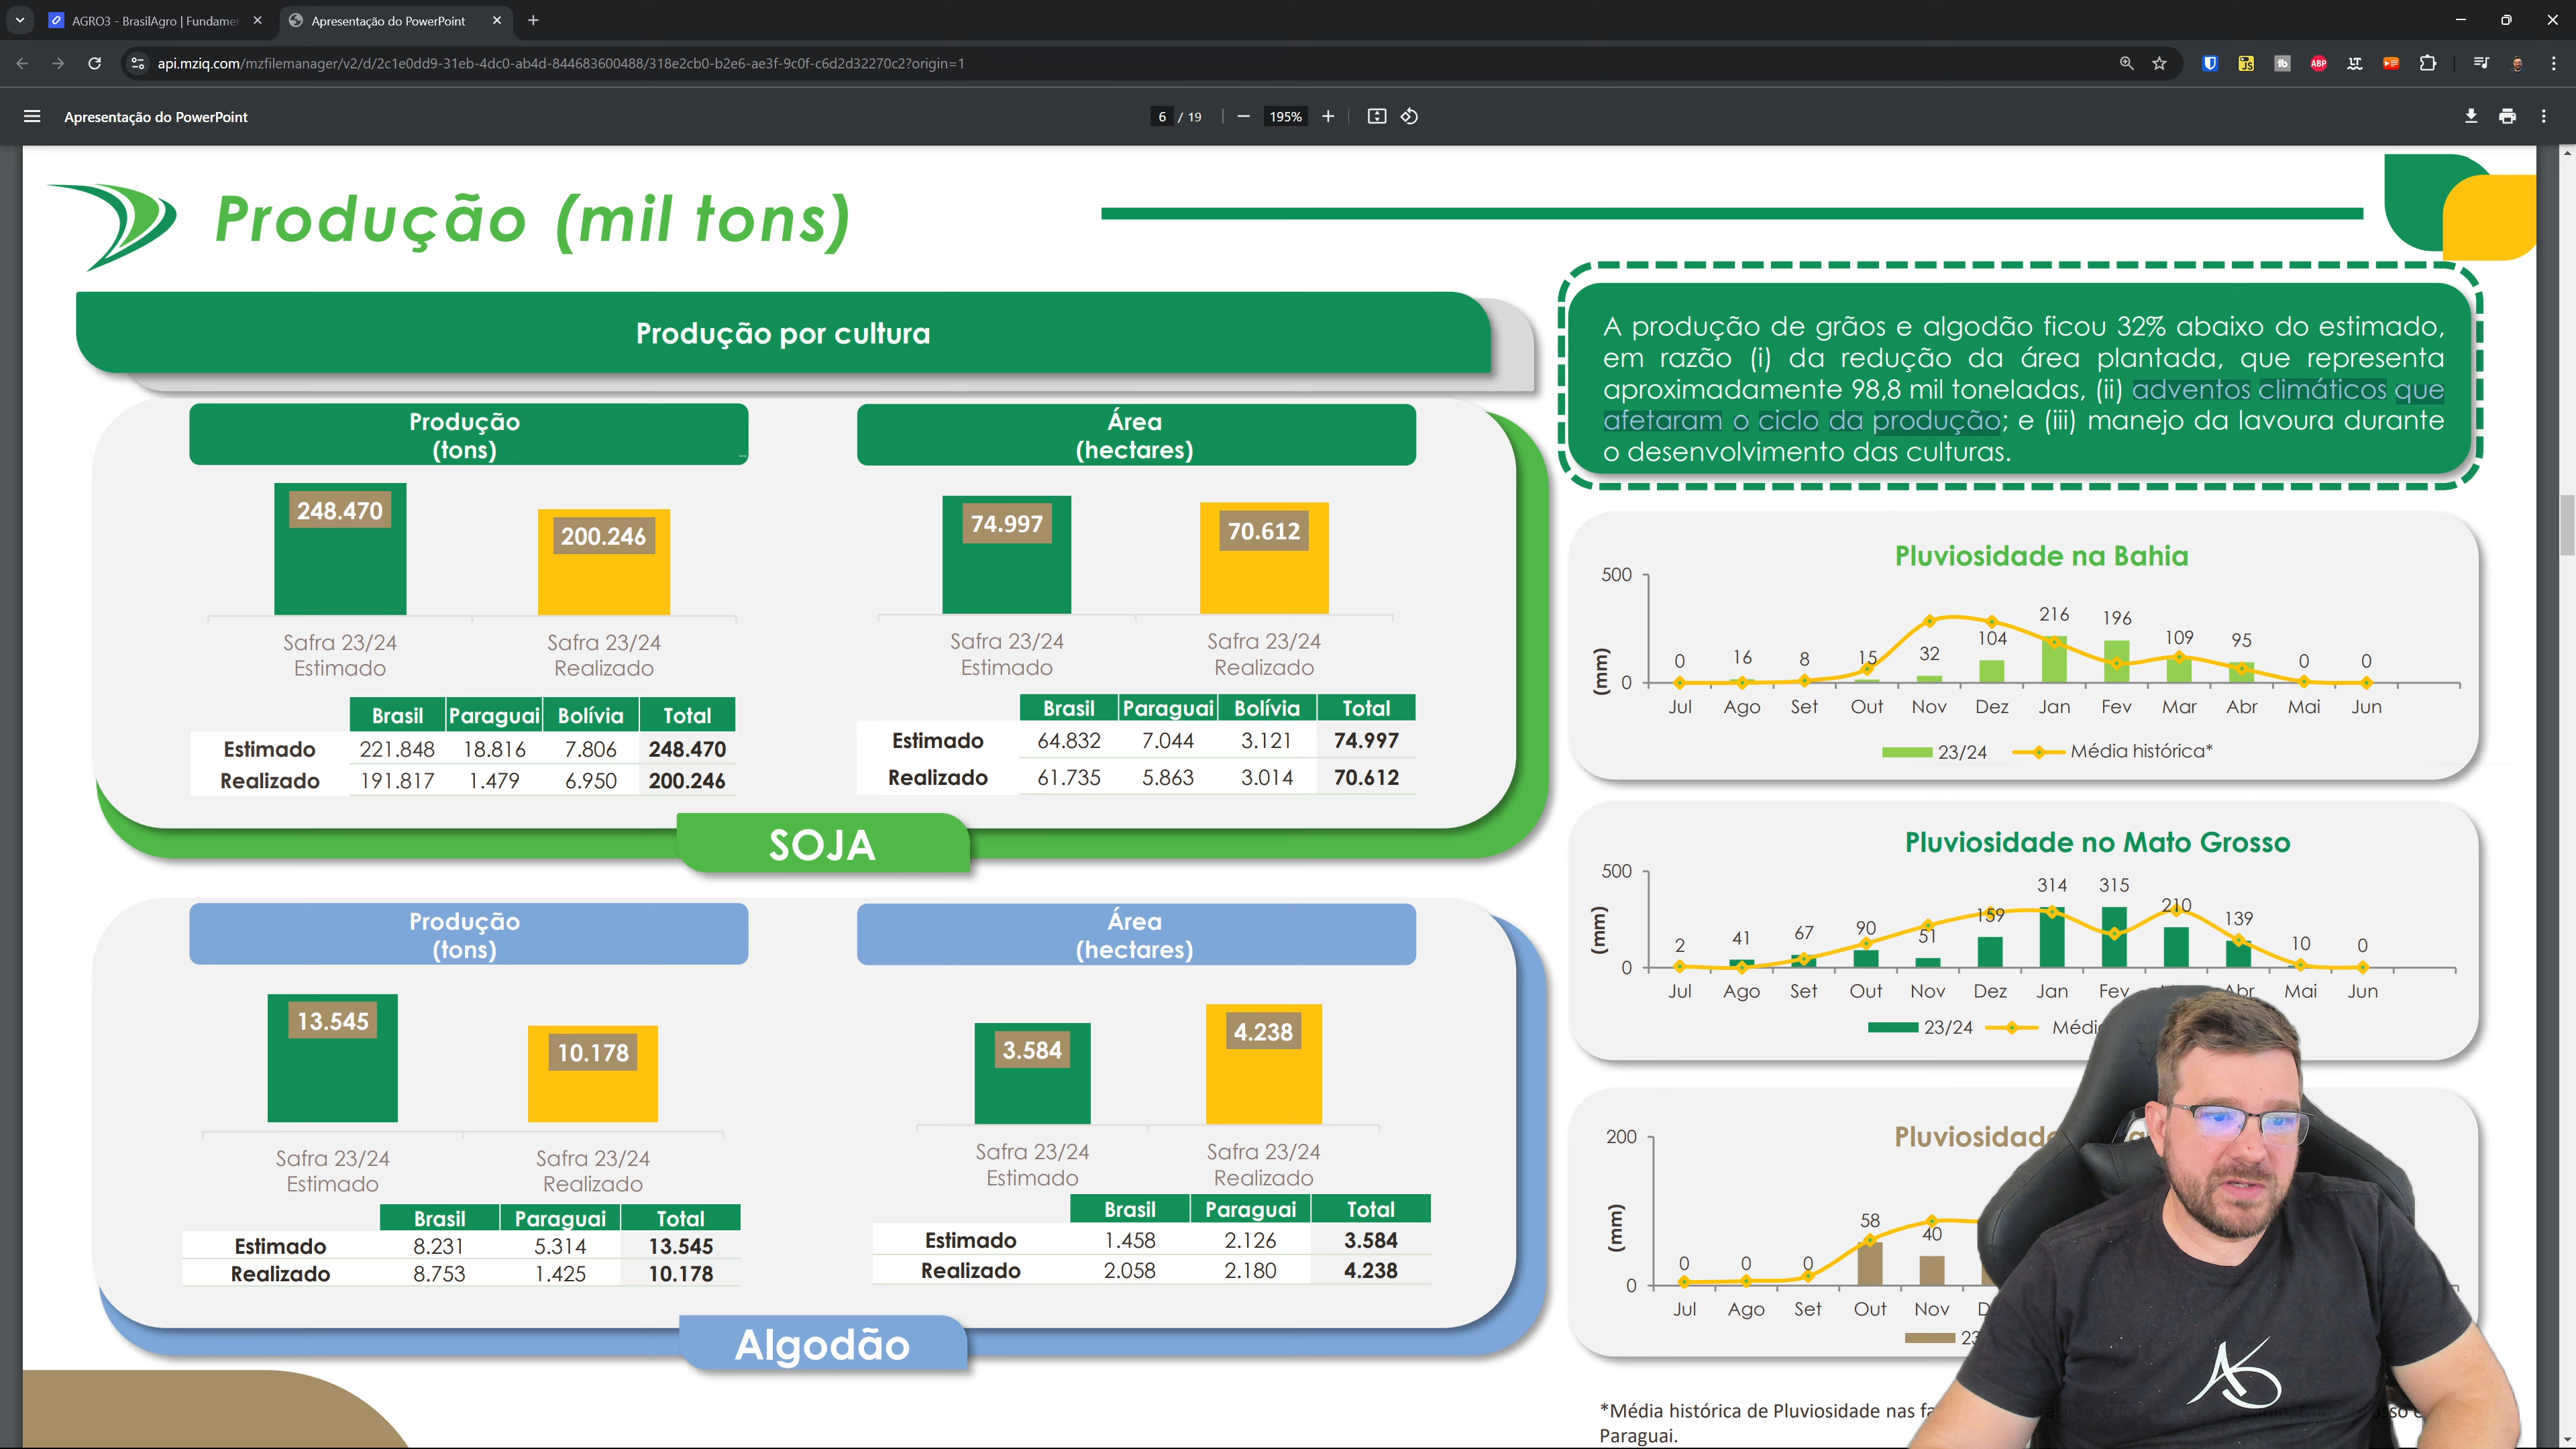 AGRO3 - BrasilAgro | Fundamer
Apresentação do PowerPoint
api.mziq.com/mzfilemanager/v2/d/2c1e0dd9-31eb-4dc0-ab4d-844683600488/318e2cb0-b2e6-ae3f-9c0f-c6d2d32270c2?origin=1
Apresentação do PowerPoint
6 / 19
195%
Produção (mil tons)
Produção por cultura
Produção
(tons)
248.470
200.246
Safra 23/24
Estimado
Safra 23/24
Realizado
Brasil Paraguai Bolívia Total
Estimado 221.848 18.816 7.806 248.470
Realizado 191.817 1.479 6.950 200.246
Área
(hectares)
74.997
70.612
Safra 23/24
Estimado
Safra 23/24
Realizado
Brasil Paraguai Bolívia Total
Estimado 64.832 7.044 3.121 74.997
Realizado 61.735 5.863 3.014 70.612
SOJA
Produção
(tons)
13.545
10.178
Safra 23/24
Estimado
Safra 23/24
Realizado
Brasil Paraguai Total
Estimado 8.231 5.314 13.545
Realizado 8.753 1.425 10.178
Área
(hectares)
3.584
4.238
Safra 23/24
Estimado
Safra 23/24
Realizado
Brasil Paraguai Total
Estimado 1.458 2.126 3.584
Realizado 2.058 2.180 4.238
Algodão
A produção de grãos e algodão ficou 32% abaixo do estimado,
em razão (i) da redução da área plantada, que representa
aproximadamente 98,8 mil toneladas, (ii) adventos climáticos que
afetaram o ciclo da produção; e (iii) manejo da lavoura durante
o desenvolvimento das culturas.
Pluviosidade na Bahia
500
(mm)
0
0 16 8 15 32 104 216 196 109 95 0 0
Jul Ago Set Out Nov Dez Jan Fev Mar Abr Mai Jun
23/24 Média histórica*
Pluviosidade no Mato Grosso
500
(mm)
0
2 41 67 90 51 159 314 315 210 139 10 0
Jul Ago Set Out Nov Dez Jan Fev Abr Mai Jun
23/24
Pluviosidade
200
(mm)
0
0 0 0 58 40
Jul Ago Set Out Nov
*Média histórica de Pluviosidade nas
Paraguai.